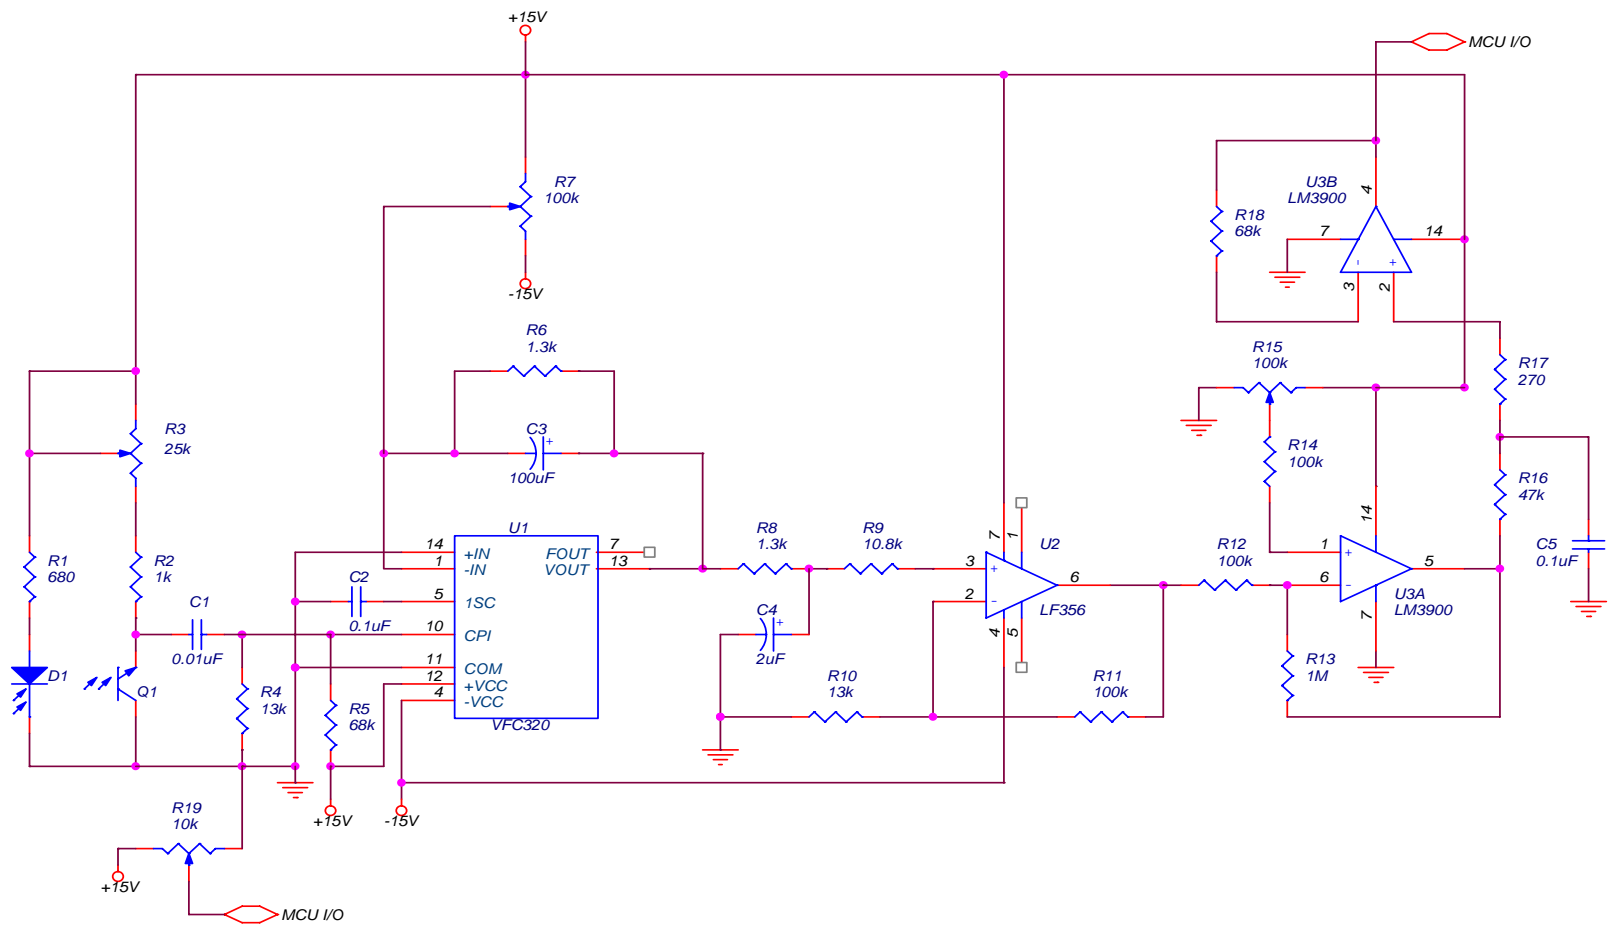 +15V
MCU I/O
R7
100k
-15V
U3B
LM3900
4
7
14
-
+
3
2
R18
68k
R6
1.3k
C3
+
100uF
R15
100k
R17
270
R3
25k
R14
100k
R16
47k
U1
14
+IN
1
-IN
5
1SC
10
CPI
11
COM
12
+VCC
4
-VCC
FOUT
7
VOUT
13
VFC320
R1
680
R2
1k
C1
0.01uF
C2
0.1uF
R8
1.3k
R9
10.8k
7
1
U2
3
+
2
-
6
LF356
4
5
C4
+
2uF
R10
13k
R11
100k
R12
100k
14
1
+
6
-
5
U3A
LM3900
7
R13
1M
C5
0.1uF
D1
Q1
R4
13k
R5
68k
+15V
-15V
R19
10k
+15V
MCU I/O